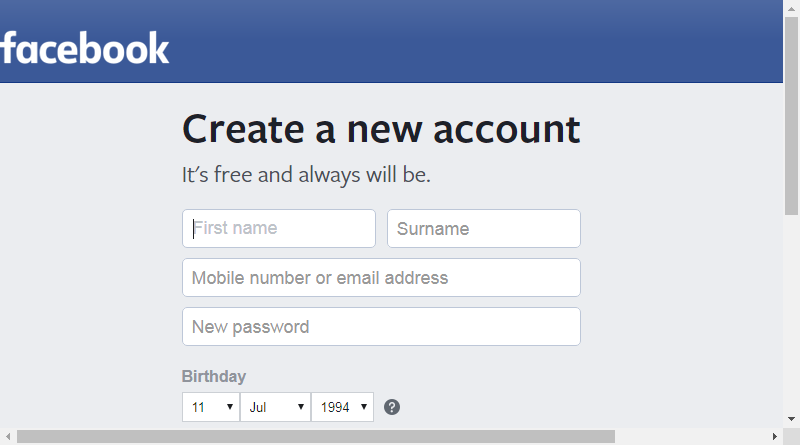 facebook
Create a new account
It's free and always will be.
First name Surname
Mobile number or email address
New password
Birthday
11 Jul 1994 ?